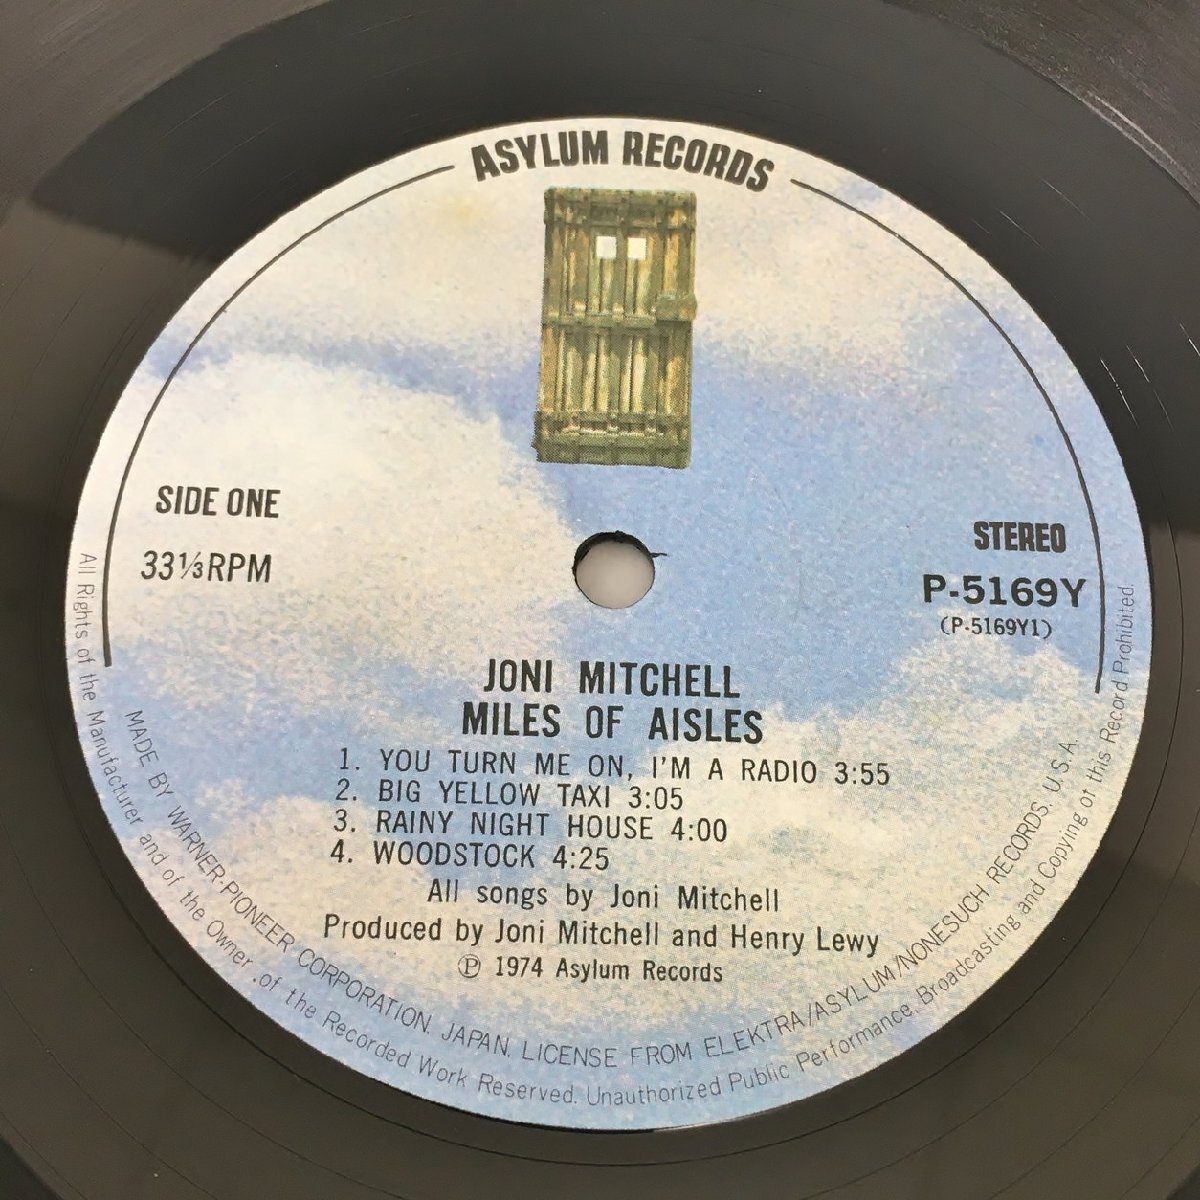 ASYLUM RECORDS
SIDE ONE
33⅓RPM
STEREO
P-5169Y
(P-5169Y1)
JONI MITCHELL
MILES OF AISLES
1. YOU TURN ME ON, I'M A RADIO 3:55
2. BIG YELLOW TAXI 3:05
3. RAINY NIGHT HOUSE 4:00
4. WOODSTOCK 4:25
All songs by Joni Mitchell
Produced by Joni Mitchell and Henry Lewy
Ⓟ 1974 Asylum Records
MADE BY WARNER-PIONEER CORPORATION. JAPAN. LICENSE FROM ELEKTRA/ASYLUM/NONESUCH RECORDS. U.S.A.
All Rights of the Manufacturer and of the Owner .of the Recorded Work Reserved. Unauthorized Public Performance. Broadcasting and Copying of this Record Prohibited.